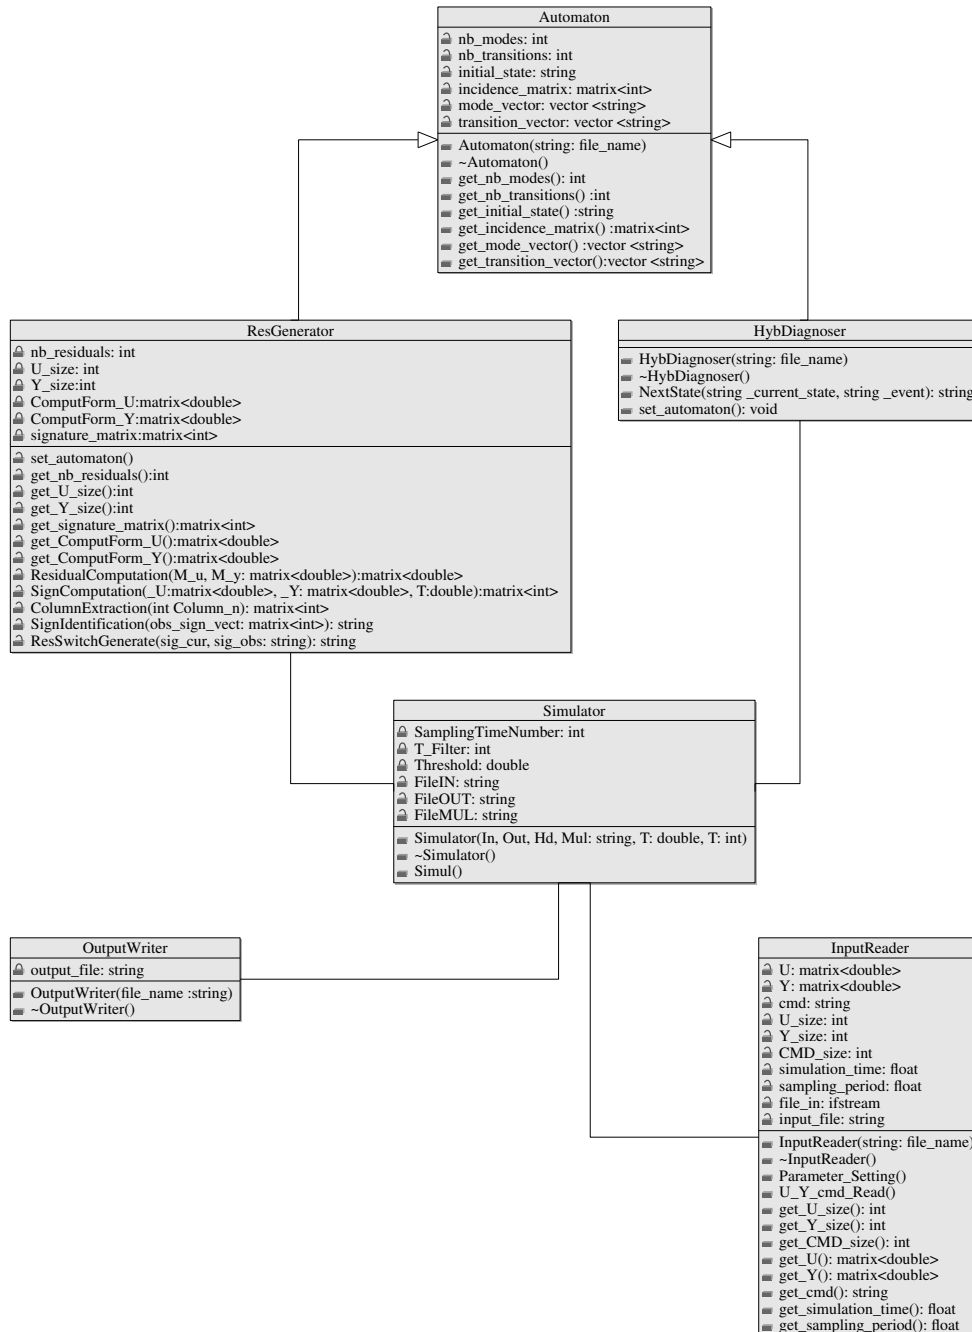 Automaton
nb_modes: int
nb_transitions: int
initial_state: string
incidence_matrix: matrix<int>
mode_vector: vector <string>
transition_vector: vector <string>
Automaton(string: file_name)
~Automaton()
get_nb_modes(): int
get_nb_transitions() :int
get_initial_state() :string
get_incidence_matrix() :matrix<int>
get_mode_vector() :vector <string>
get_transition_vector():vector <string>
ResGenerator
nb_residuals: int
U_size: int
Y_size:int
ComputForm_U:matrix<double>
ComputForm_Y:matrix<double>
signature_matrix:matrix<int>
set_automaton()
get_nb_residuals():int
get_U_size():int
get_Y_size():int
get_signature_matrix():matrix<int>
get_ComputForm_U():matrix<double>
get_ComputForm_Y():matrix<double>
ResidualComputation(M_u, M_y: matrix<double>):matrix<double>
SignComputation(_U:matrix<double>, _Y: matrix<double>, T:double):matrix<int>
ColumnExtraction(int Column_n): matrix<int>
SignIdentification(obs_sign_vect: matrix<int>): string
ResSwitchGenerate(sig_cur, sig_obs: string): string
HybDiagnoser
HybDiagnoser(string: file_name)
~HybDiagnoser()
NextState(string _current_state, string _event): string
set_automaton(): void
Simulator
SamplingTimeNumber: int
T_Filter: int
Threshold: double
FileIN: string
FileOUT: string
FileMUL: string
Simulator(In, Out, Hd, Mul: string, T: double, T: int)
~Simulator()
Simul()
OutputWriter
output_file: string
OutputWriter(file_name :string)
~OutputWriter()
InputReader
U: matrix<double>
Y: matrix<double>
cmd: string
U_size: int
Y_size: int
CMD_size: int
simulation_time: float
sampling_period: float
file_in: ifstream
input_file: string
InputReader(string: file_name)
~InputReader()
Parameter_Setting()
U_Y_cmd_Read()
get_U_size(): int
get_Y_size(): int
get_CMD_size(): int
get_U(): matrix<double>
get_Y(): matrix<double>
get_cmd(): string
get_simulation_time(): float
get_sampling_period(): float